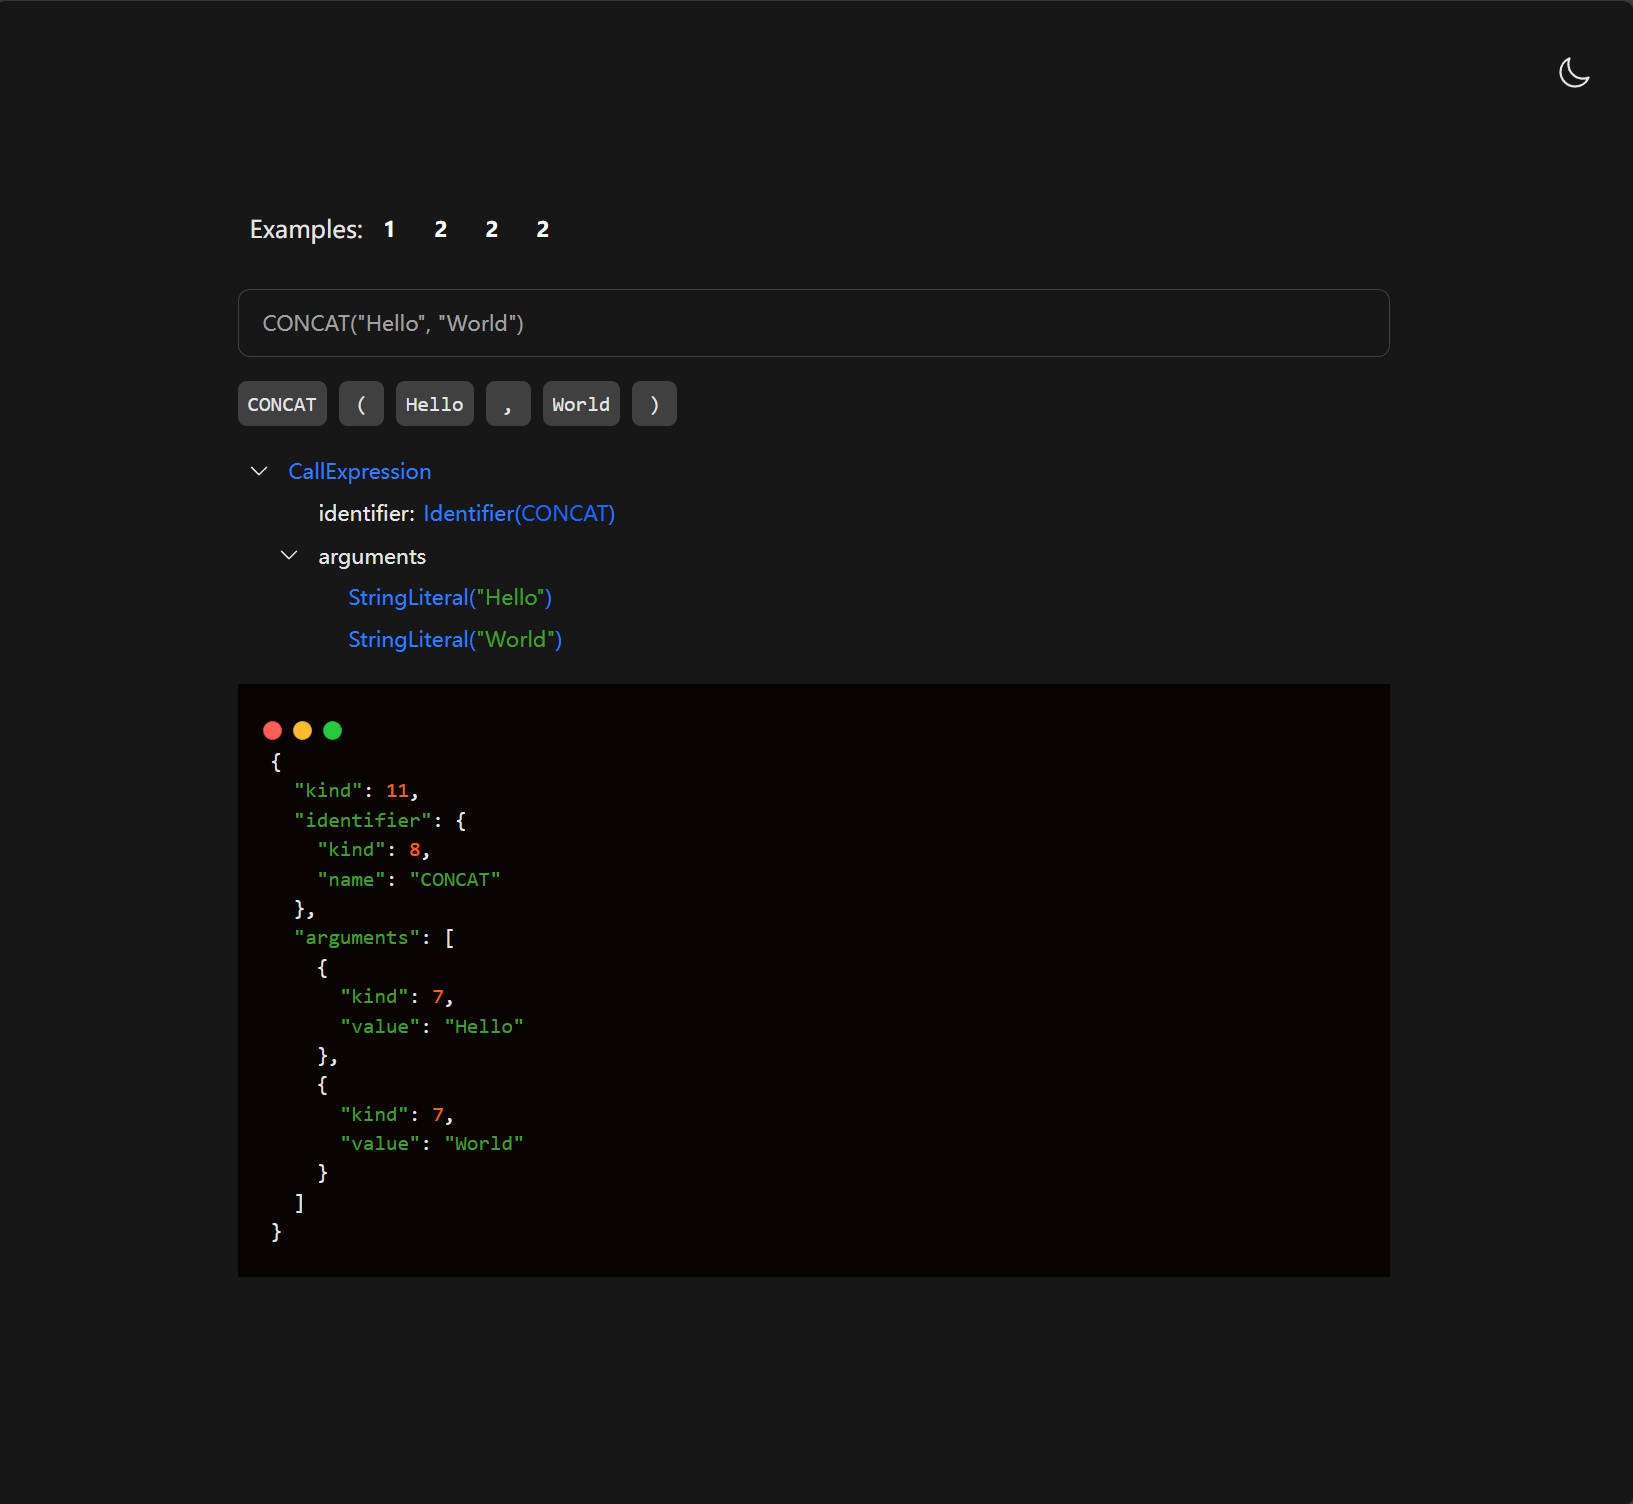 Examples: 1 2 2 2
CONCAT("Hello", "World")
CONCAT ( Hello , World )
CallExpression
identifier: Identifier(CONCAT)
arguments
StringLiteral("Hello")
StringLiteral("World")
{
  "kind": 11,
  "identifier": {
    "kind": 8,
    "name": "CONCAT"
  },
  "arguments": [
    {
      "kind": 7,
      "value": "Hello"
    },
    {
      "kind": 7,
      "value": "World"
    }
  ]
}